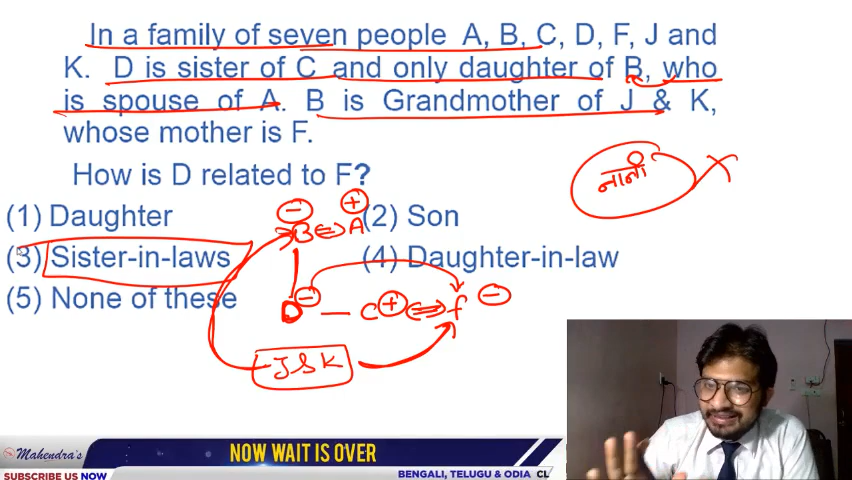 In a family of seven people A, B, C, D, F, J and
K. D is sister of C and only daughter of B, who
is spouse of A. B is Grandmother of J & K,
whose mother is F.
How is D related to F?
(1) Daughter
(2) Son
(3) Sister-in-laws
(4) Daughter-in-law
(5) None of these
नानी
- +
B ⇔ A
D - — C + ⇔ f -
J & K
Mahendra's
NOW WAIT IS OVER
SUBSCRIBE US NOW
BENGALI, TELUGU & ODIA CL